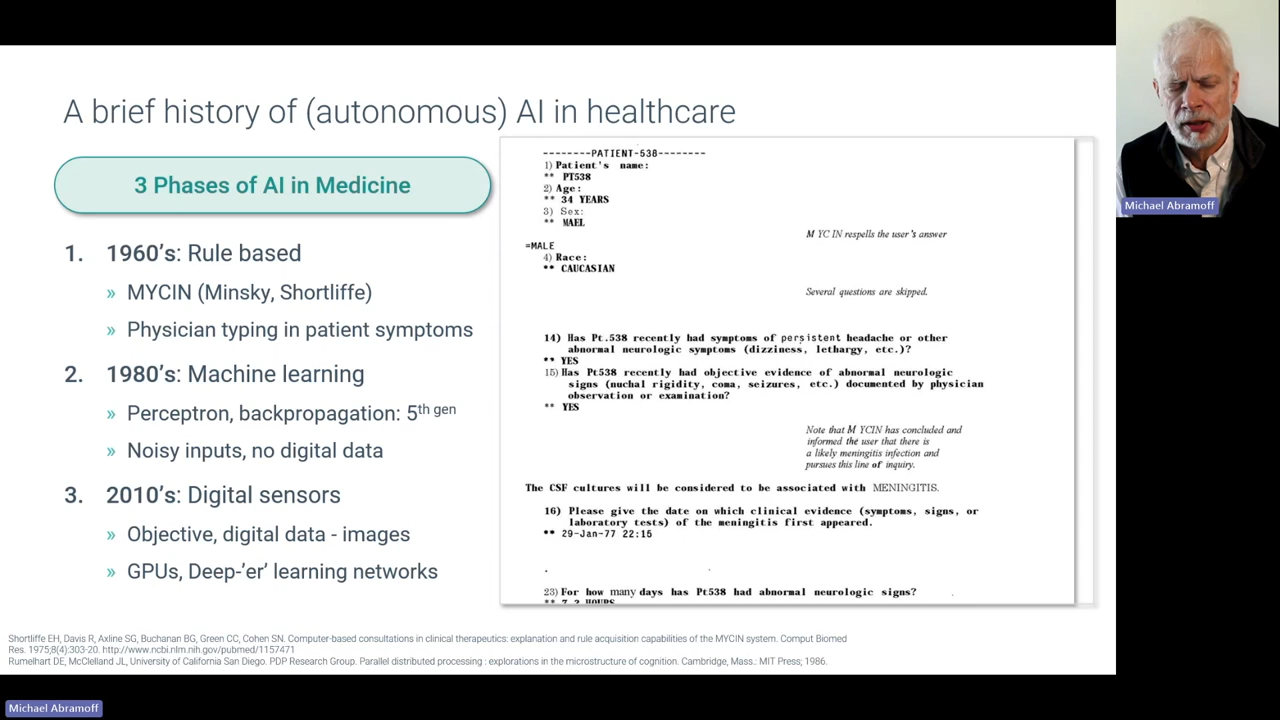 A brief history of (autonomous) AI in healthcare
3 Phases of AI in Medicine
1. 1960’s: Rule based
» MYCIN (Minsky, Shortliffe)
» Physician typing in patient symptoms
2. 1980’s: Machine learning
» Perceptron, backpropagation: 5th gen
» Noisy inputs, no digital data
3. 2010’s: Digital sensors
» Objective, digital data - images
» GPUs, Deep-’er’ learning networks
--------PATIENT-538--------
1) Patient's name:
** PT538
2) Age:
** 34 YEARS
3) Sex:
** MAEL
M YC IN respells the user's answer
=MALE
4) Race:
** CAUCASIAN
Several questions are skipped.
14) Has Pt.538 recently had symptoms of persistent headache or other
abnormal neurologic symptoms (dizziness, lethargy, etc.)?
** YES
15) Has Pt538 recently had objective evidence of abnormal neurologic
signs (nuchal rigidity, coma, seizures, etc.) documented by physician
observation or examination?
** YES
Note that M YCIN has concluded and
informed the user that there is
a likely meningitis infection and
pursues this line of inquiry.
The CSF cultures will be considered to be associated with MENINGITIS.
16) Please give the date on which clinical evidence (symptoms, signs, or
laboratory tests) of the meningitis first appeared.
** 29-Jan-77 22:15
23) For how many days has Pt538 had abnormal neurologic signs?
Shortliffe EH, Davis R, Axline SG, Buchanan BG, Green CC, Cohen SN. Computer-based consultations in clinical therapeutics: explanation and rule acquisition capabilities of the MYCIN system. Comput Biomed
Res. 1975;8(4):303-20. http://www.ncbi.nlm.nih.gov/pubmed/1157471
Rumelhart DE, McClelland JL, University of California San Diego. PDP Research Group. Parallel distributed processing : explorations in the microstructure of cognition. Cambridge, Mass.: MIT Press; 1986.
Michael Abramoff
Michael Abramoff